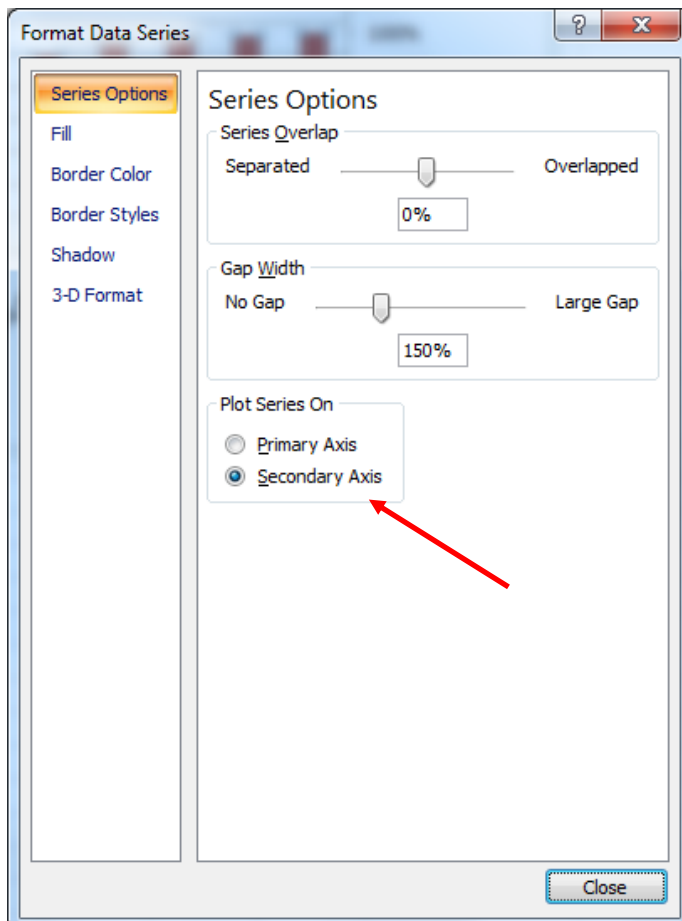 Format Data Series
100%
?
Series Options
Fill
Border Color
Border Styles
Shadow
3-D Format
Series Options
Series Overlap
Separated Overlapped
0%
Gap Width
No Gap Large Gap
150%
Plot Series On
Primary Axis
Secondary Axis
Close